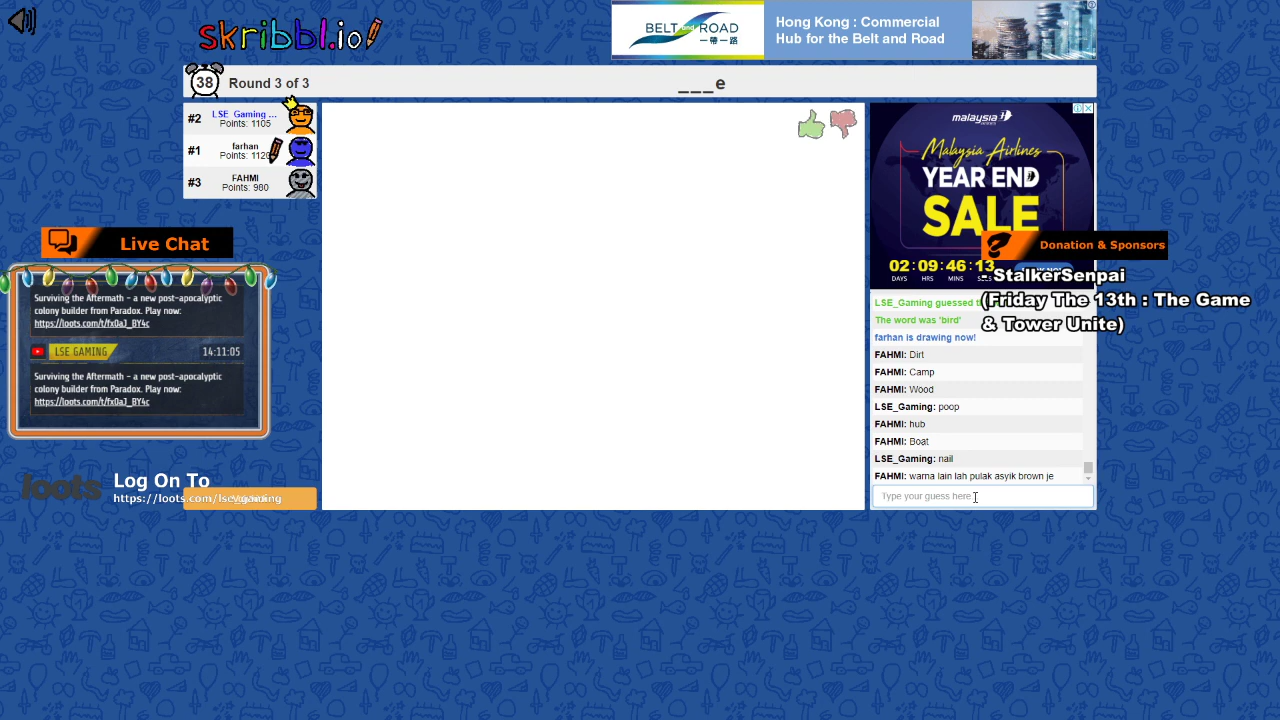 skribbl.io
BELT and ROAD
一帶一路
Hong Kong : Commercial
Hub for the Belt and Road
38
Round 3 of 3
___e
#2
LSE_Gaming ...
Points: 1105
#1
farhan
Points: 1120
#3
FAHMI
Points: 980
malaysia
Malaysia Airlines
YEAR END
SALE
02:09:46:13
DAYS HRS MINS SECS
Live Chat
Surviving the Aftermath - a new post-apocalyptic
colony builder from Paradox. Play now:
https://loots.com/t/fx0aJ_BY4c
LSE GAMING
14:11:05
Surviving the Aftermath - a new post-apocalyptic
colony builder from Paradox. Play now:
https://loots.com/t/fx0aJ_BY4c
loots
Log On To
https://loots.com/lsegaming
Donation & Sponsors
- StalkerSenpai
(Friday The 13th : The Game
& Tower Unite)
LSE_Gaming guessed
The word was 'bird'
farhan is drawing now!
FAHMI: Dirt
FAHMI: Camp
FAHMI: Wood
LSE_Gaming: poop
FAHMI: hub
FAHMI: Boat
LSE_Gaming: nail
FAHMI: warna lain lah pulak asyik brown je
Type your guess here